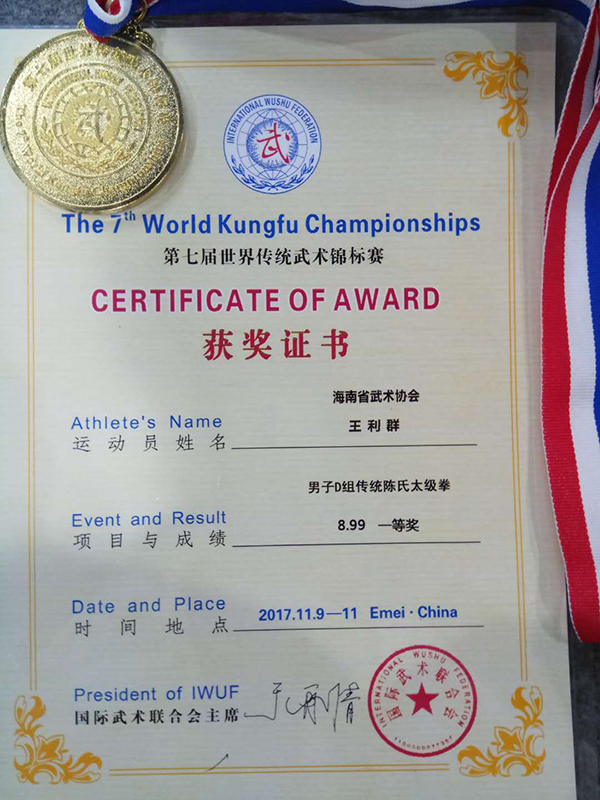 INTERNATIONAL WUSHU FEDERATION
武
The 7th World Kungfu Championships
第七届世界传统武术锦标赛
CERTIFICATE OF AWARD
获奖证书
海南省武术协会
Athlete's Name
王利群
运动员姓名
男子D组传统陈氏太级拳
Event and Result
8.99 一等奖
项目与成绩
Date and Place
2017.11.9—11 Emei·China
时间地点
President of IWUF
国际武术联合会主席
INTERNATIONAL WUSHU FEDERATION
国际武术联合会